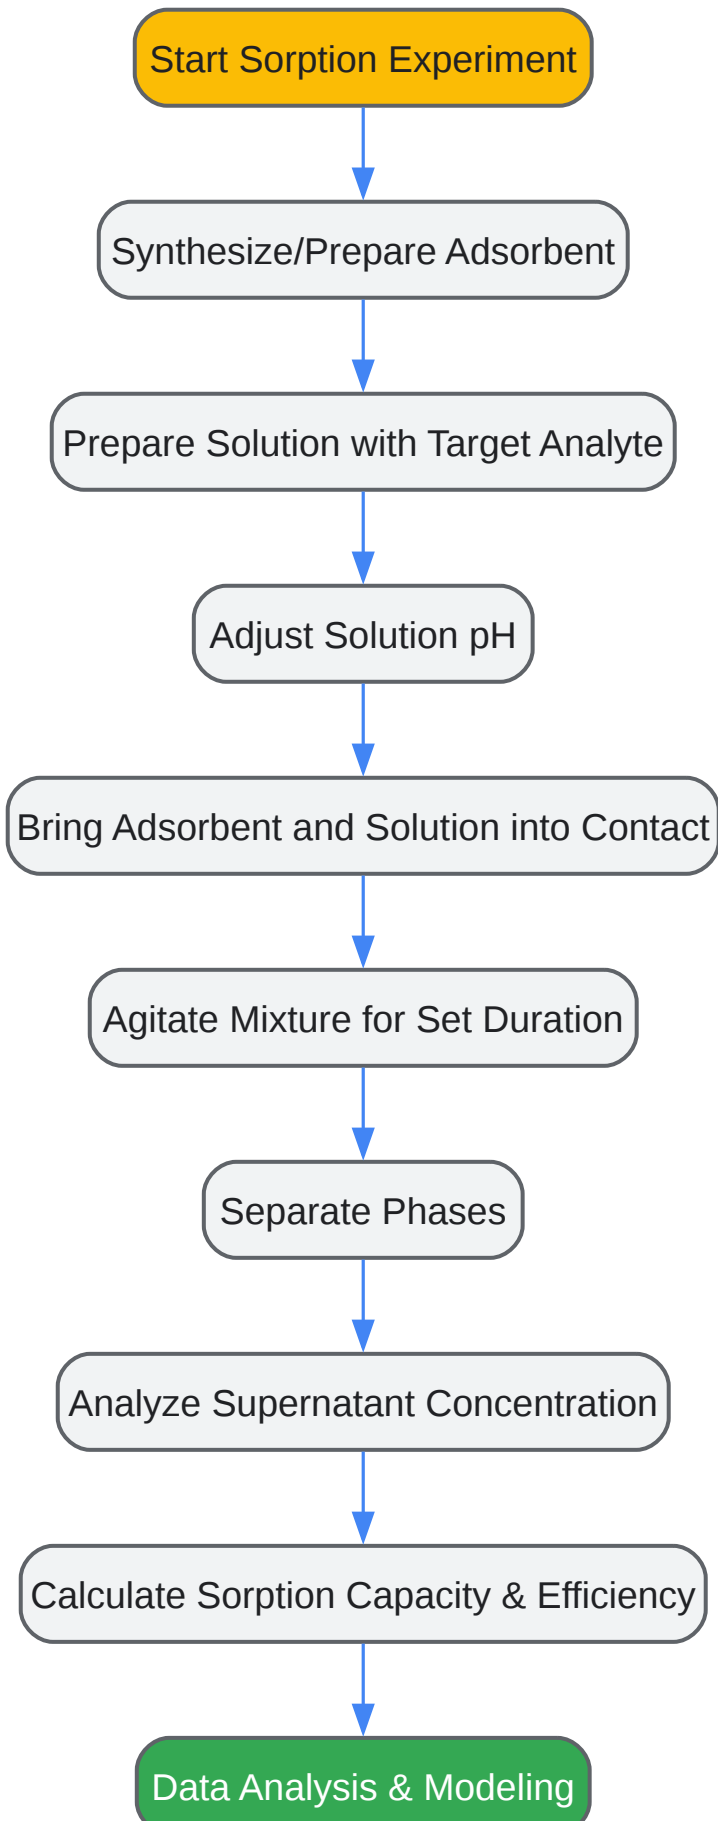 Start Sorption Experiment
Synthesize/Prepare Adsorbent
Prepare Solution with Target Analyte
Adjust Solution pH
Bring Adsorbent and Solution into Contact
Agitate Mixture for Set Duration
Separate Phases
Analyze Supernatant Concentration
Calculate Sorption Capacity & Efficiency
Data Analysis & Modeling